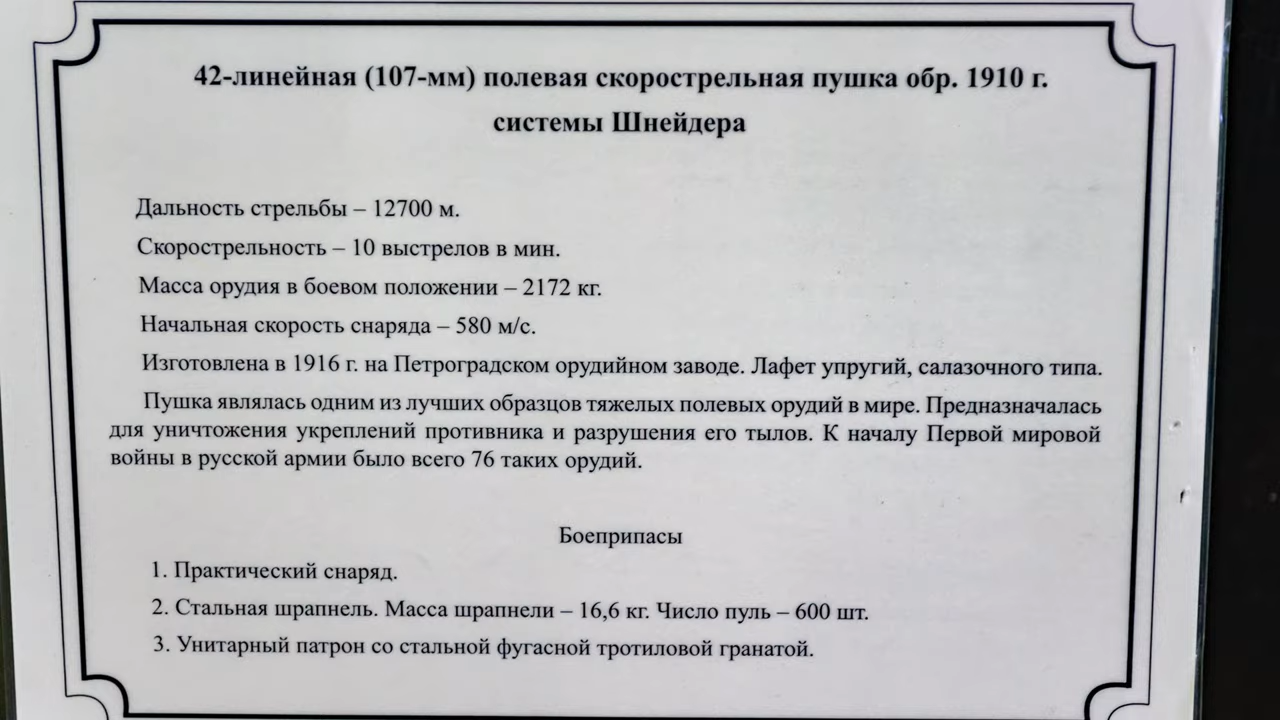 42-линейная (107-мм) полевая скорострельная пушка обр. 1910 г.
системы Шнейдера
Дальность стрельбы – 12700 м.
Скорострельность – 10 выстрелов в мин.
Масса орудия в боевом положении – 2172 кг.
Начальная скорость снаряда – 580 м/с.
Изготовлена в 1916 г. на Петроградском орудийном заводе. Лафет упругий, салазочного типа.
Пушка являлась одним из лучших образцов тяжелых полевых орудий в мире. Предназначалась
для уничтожения укреплений противника и разрушения его тылов. К началу Первой мировой
войны в русской армии было всего 76 таких орудий.
Боеприпасы
1. Практический снаряд.
2. Стальная шрапнель. Масса шрапнели – 16,6 кг. Число пуль – 600 шт.
3. Унитарный патрон со стальной фугасной тротиловой гранатой.